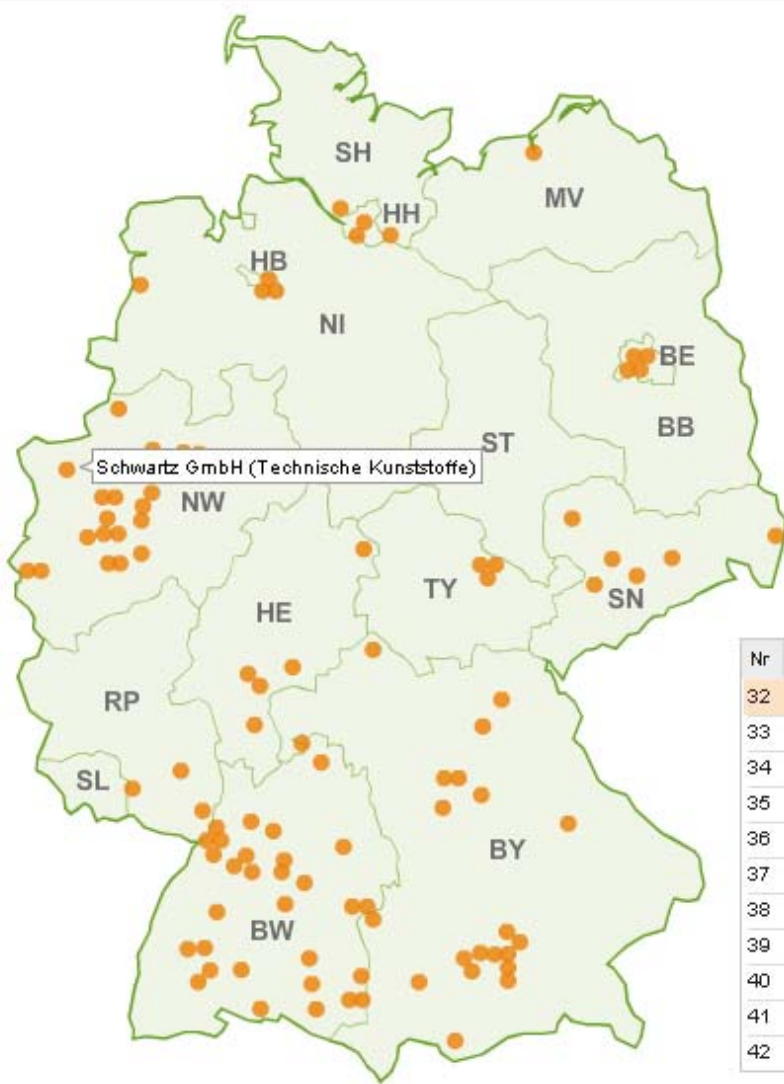 SH
MV
HH
HB
NI
BE
BB
ST
Schwartz GmbH (Technische Kunststoffe)
NW
TY
SN
HE
RP
SL
BY
BW
Nr
32
33
34
35
36
37
38
39
40
41
42